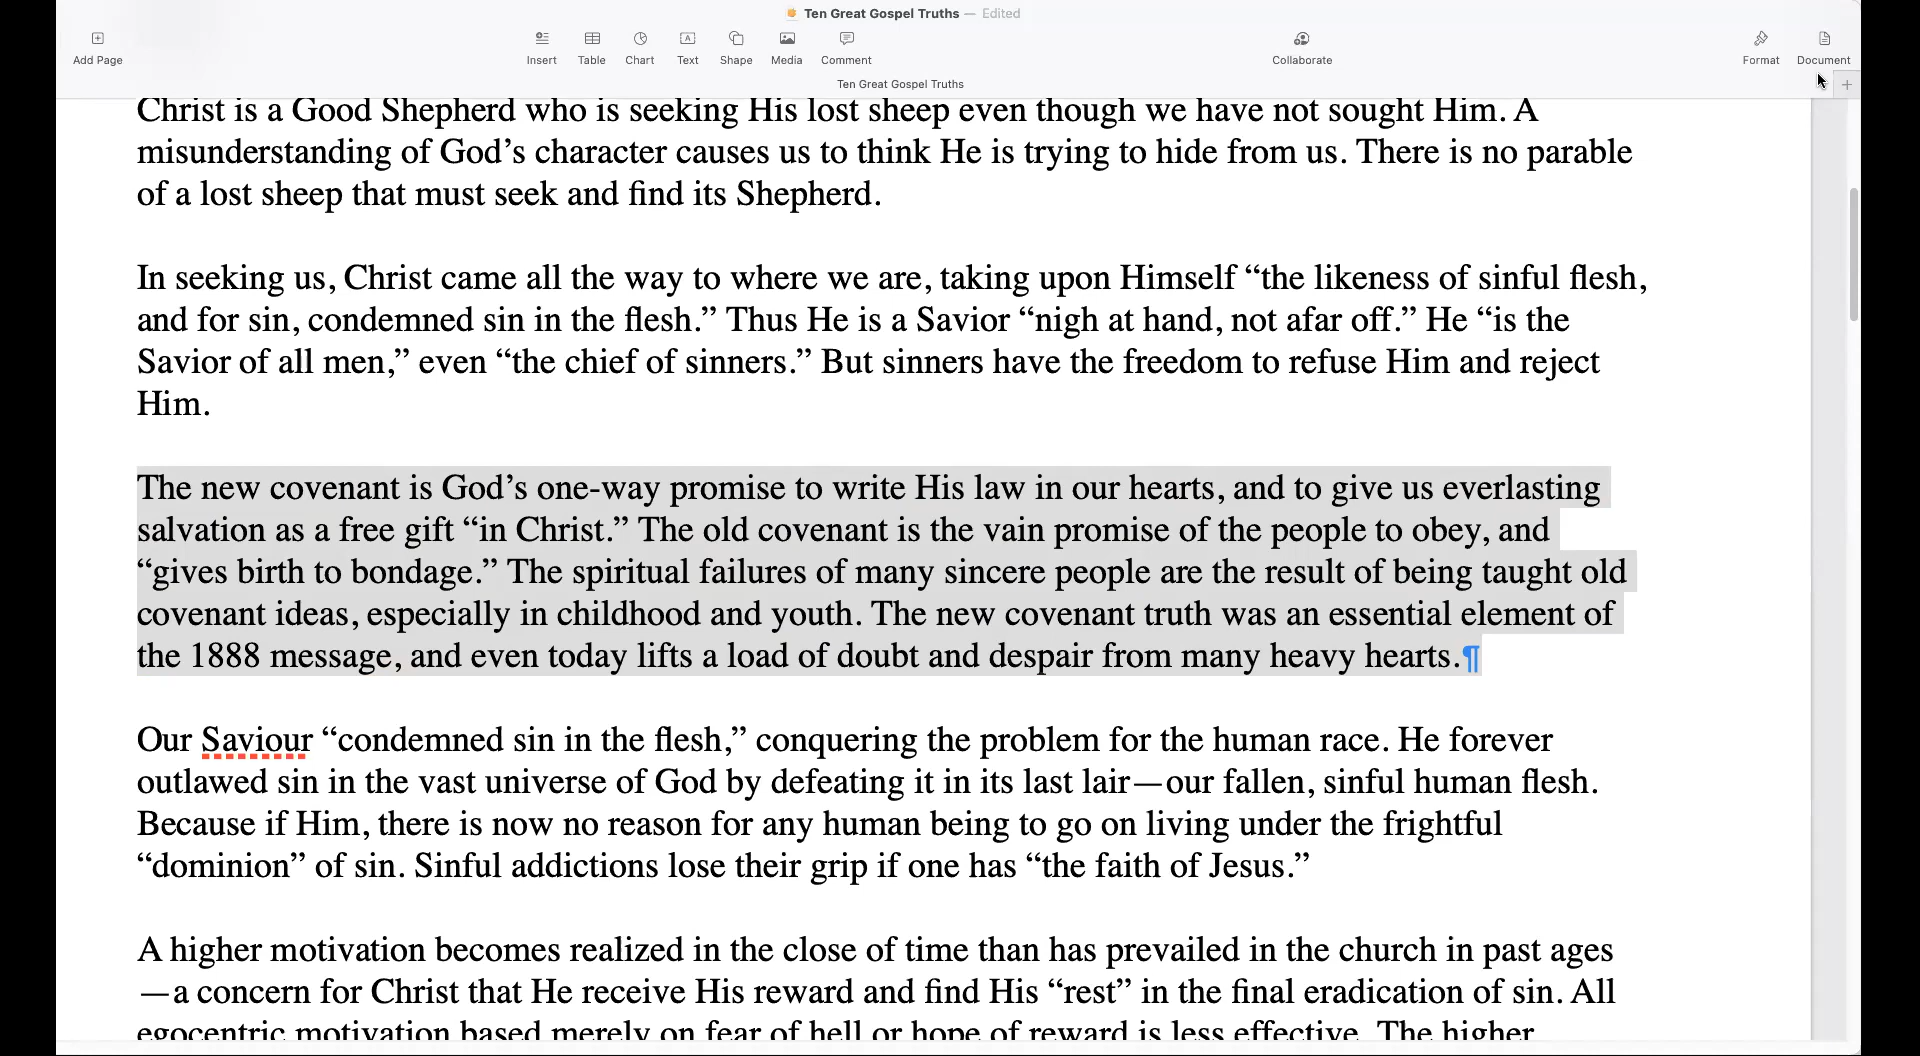 Ten Great Gospel Truths — Edited
Add Page
Insert
Table
Chart
Text
Shape
Media
Comment
Collaborate
Format
Document
Ten Great Gospel Truths
Christ is a Good Shepherd who is seeking His lost sheep even though we have not sought Him. A
misunderstanding of God’s character causes us to think He is trying to hide from us. There is no parable
of a lost sheep that must seek and find its Shepherd.
In seeking us, Christ came all the way to where we are, taking upon Himself “the likeness of sinful flesh,
and for sin, condemned sin in the flesh.” Thus He is a Savior “nigh at hand, not afar off.” He “is the
Savior of all men,” even “the chief of sinners.” But sinners have the freedom to refuse Him and reject
Him.
The new covenant is God’s one-way promise to write His law in our hearts, and to give us everlasting
salvation as a free gift “in Christ.” The old covenant is the vain promise of the people to obey, and
“gives birth to bondage.” The spiritual failures of many sincere people are the result of being taught old
covenant ideas, especially in childhood and youth. The new covenant truth was an essential element of
the 1888 message, and even today lifts a load of doubt and despair from many heavy hearts.¶
Our Saviour “condemned sin in the flesh,” conquering the problem for the human race. He forever
outlawed sin in the vast universe of God by defeating it in its last lair—our fallen, sinful human flesh.
Because if Him, there is now no reason for any human being to go on living under the frightful
“dominion” of sin. Sinful addictions lose their grip if one has “the faith of Jesus.”
A higher motivation becomes realized in the close of time than has prevailed in the church in past ages
—a concern for Christ that He receive His reward and find His “rest” in the final eradication of sin. All
egocentric motivation based merely on fear of hell or hope of reward is less effective. The higher